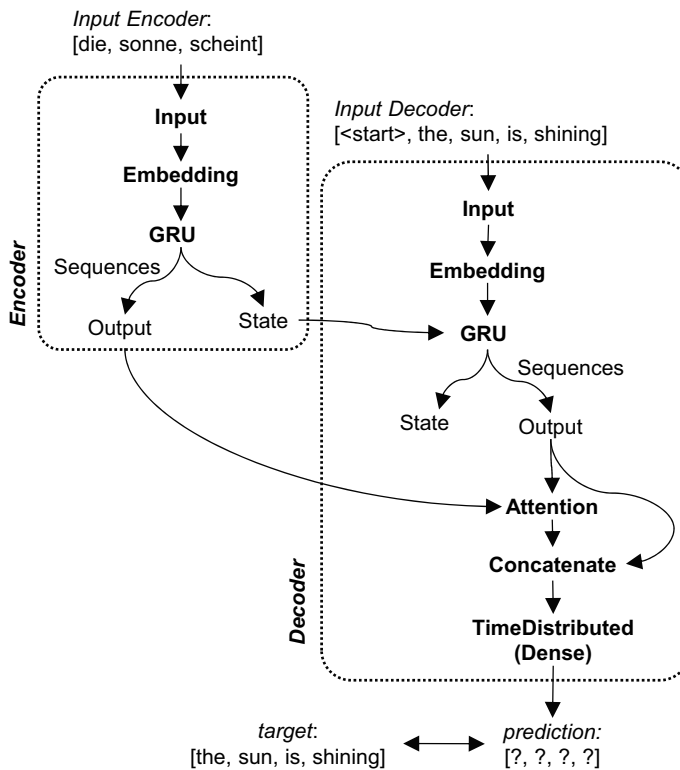 Input Encoder:
[die, sonne, scheint]
Input
Embedding
GRU
Sequences
Output
State
Encoder
Input Decoder:
[<start>, the, sun, is, shining]
Input
Embedding
GRU
Sequences
State
Output
Attention
Concatenate
TimeDistributed
(Dense)
Decoder
target:
[the, sun, is, shining]
prediction:
[?, ?, ?, ?]